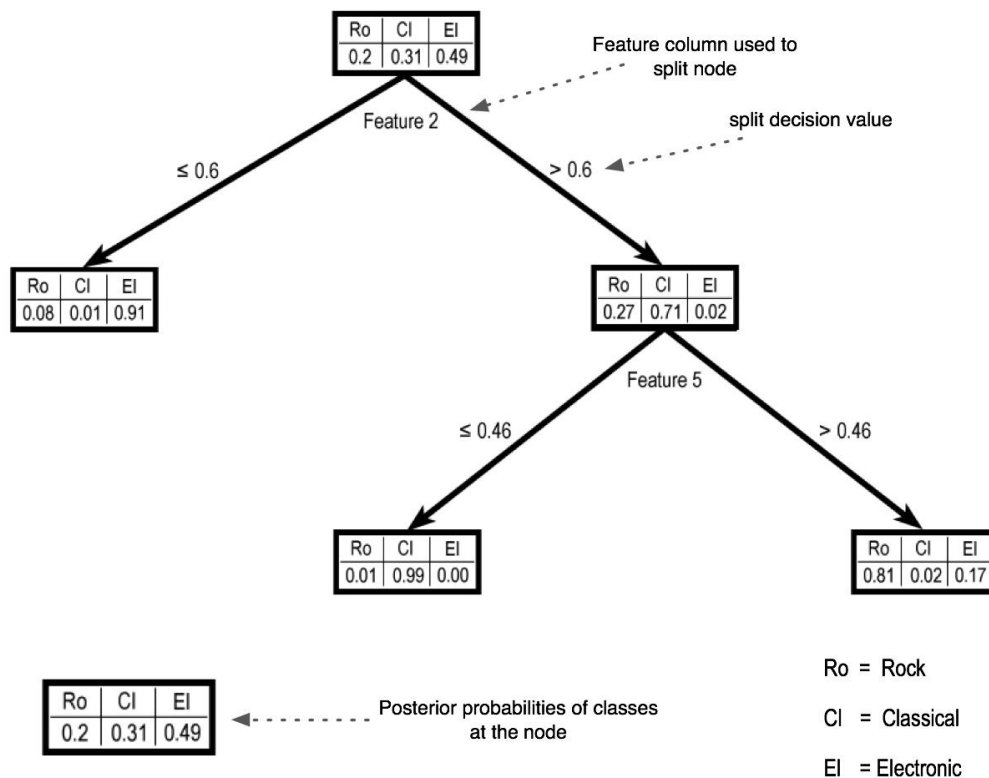 Ro Cl El
0.2 0.31 0.49
Feature column used to
split node
Feature 2
split decision value
≤ 0.6
> 0.6
Ro Cl El
0.08 0.01 0.91
Ro Cl El
0.27 0.71 0.02
Feature 5
≤ 0.46
> 0.46
Ro Cl El
0.01 0.99 0.00
Ro Cl El
0.81 0.02 0.17
Ro = Rock
Ro Cl El
0.2 0.31 0.49
Posterior probabilities of classes
at the node
Cl = Classical
El = Electronic